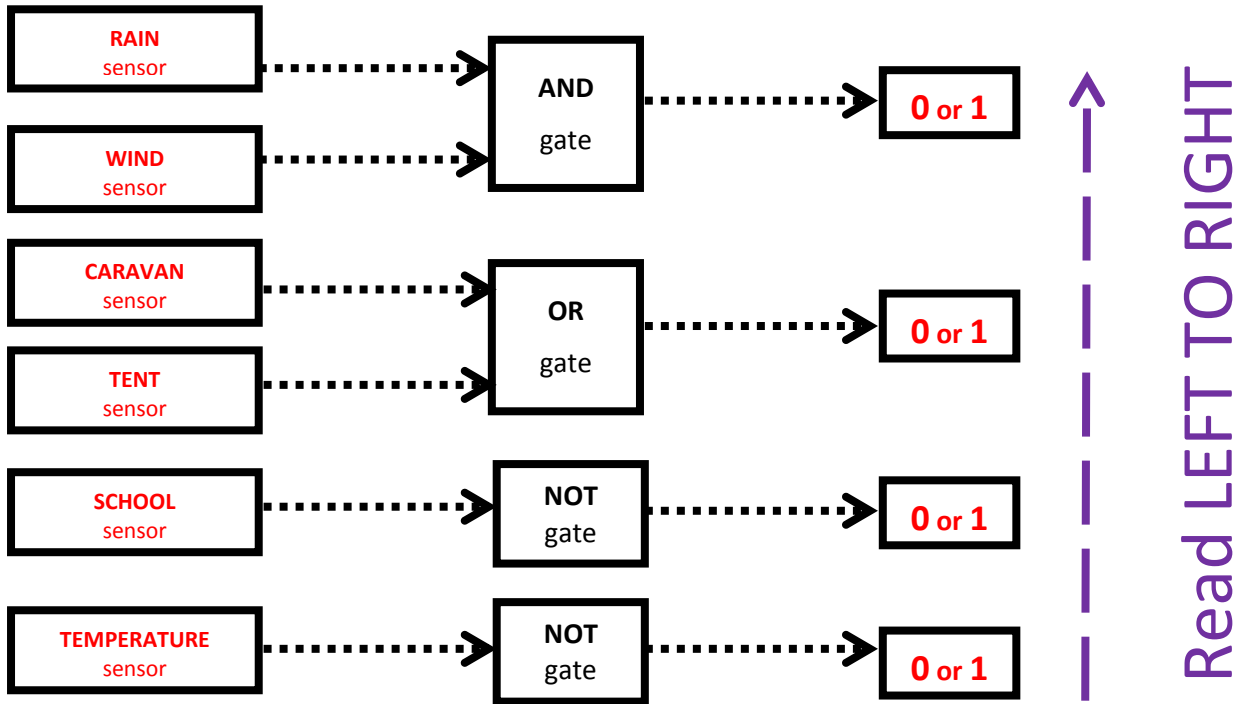 RAIN
sensor
AND
gate
0 or 1
WIND
sensor
CARAVAN
sensor
OR
gate
0 or 1
TENT
sensor
SCHOOL
sensor
NOT
gate
0 or 1
TEMPERATURE
sensor
NOT
gate
0 or 1
Read LEFT TO RIGHT